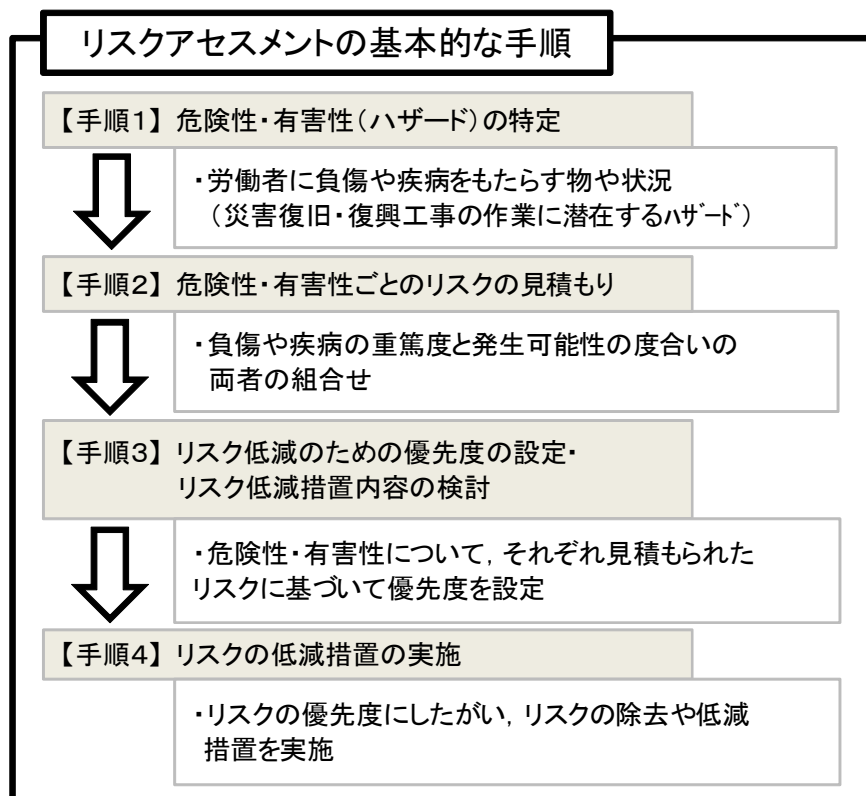 リスクアセスメントの基本的な手順
【手順1】 危険性・有害性(ハザード)の特定
・労働者に負傷や疾病をもたらす物や状況
(災害復旧・復興工事の作業に潜在するﾊｻﾞｰﾄﾞ)
【手順2】 危険性・有害性ごとのリスクの見積もり
・負傷や疾病の重篤度と発生可能性の度合いの
両者の組合せ
【手順3】 リスク低減のための優先度の設定・
リスク低減措置内容の検討
・危険性・有害性について，それぞれ見積もられた
リスクに基づいて優先度を設定
【手順4】 リスクの低減措置の実施
・リスクの優先度にしたがい，リスクの除去や低減
措置を実施